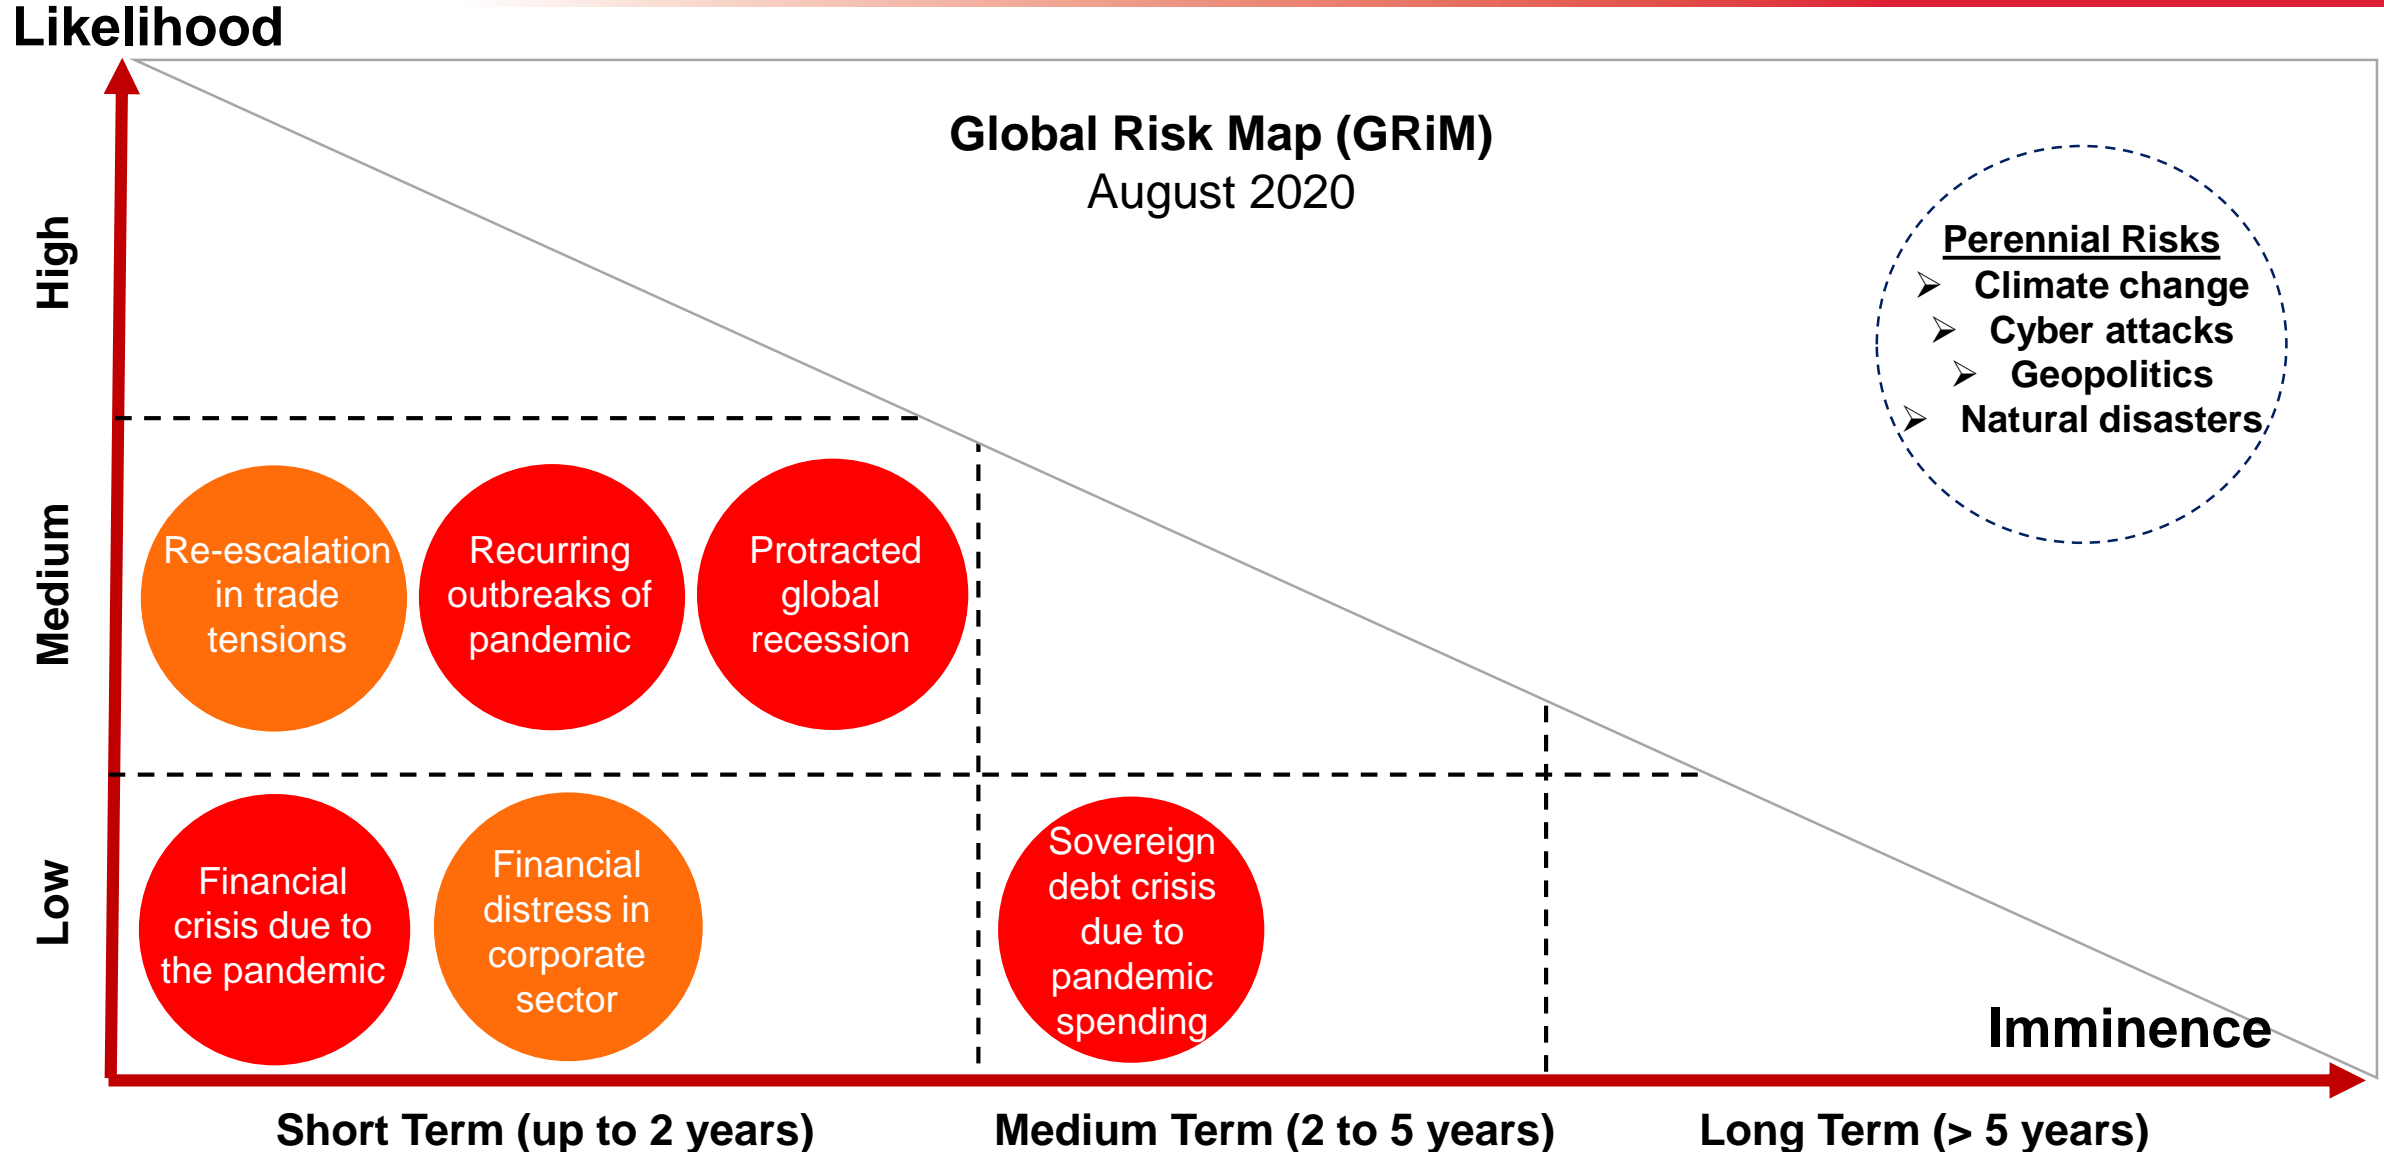 Likelihood
Global Risk Map (GRiM)
August 2020
Perennial Risks
➢ Climate change
➢ Cyber attacks
➢ Geopolitics
➢ Natural disasters
High
Medium
Low
Re-escalation
in trade
tensions
Recurring
outbreaks of
pandemic
Protracted
global
recession
Financial
crisis due to
the pandemic
Financial
distress in
corporate
sector
Sovereign
debt crisis
due to
pandemic
spending
Imminence
Short Term (up to 2 years)
Medium Term (2 to 5 years)
Long Term (> 5 years)